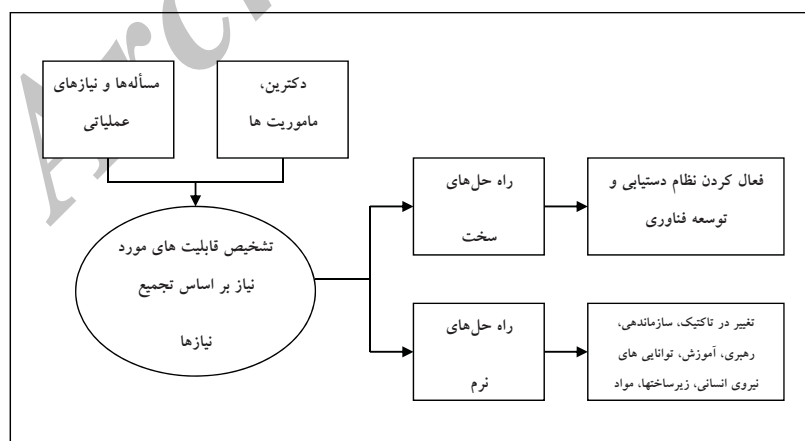 مسأله‌ها و نیازهای
عملیاتی
دکترین،
ماموریت ها
تشخیص قابلیت های مورد
نیاز بر اساس تجمیع
نیازها
راه حل‌های
سخت
فعال کردن نظام دستیابی و
توسعه فناوری
راه حل‌های
نرم
تغییر در تاکتیک، سازماندهی،
رهبری، آموزش، توانایی های
نیروی انسانی، زیرساختها، مواد